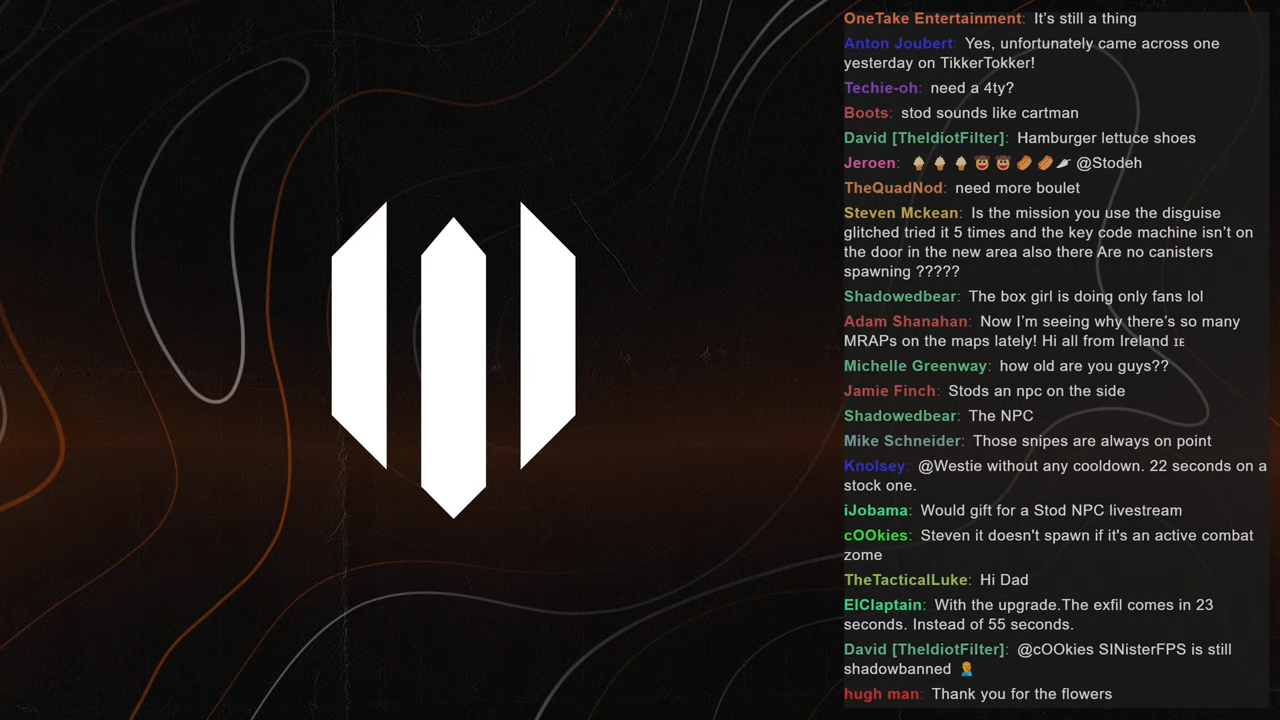 OneTake Entertainment: It’s still a thing
Anton Joubert: Yes, unfortunately came across one
yesterday on TikkerTokker!
Techie-oh: need a 4ty?
Boots: stod sounds like cartman
David [TheIdiotFilter]: Hamburger lettuce shoes
Jeroen: 🍦🍦🍦🤠🤠🥜🥜🌶 @Stodeh
TheQuadNod: need more boulet
Steven Mckean: Is the mission you use the disguise
glitched tried it 5 times and the key code machine isn’t on
the door in the new area also there Are no canisters
spawning ?????
Shadowedbear: The box girl is doing only fans lol
Adam Shanahan: Now I’m seeing why there’s so many
MRAPs on the maps lately! Hi all from Ireland IE
Michelle Greenway: how old are you guys??
Jamie Finch: Stods an npc on the side
Shadowedbear: The NPC
Mike Schneider: Those snipes are always on point
Knolsey: @Westie without any cooldown. 22 seconds on a
stock one.
iJobama: Would gift for a Stod NPC livestream
cOOkies: Steven it doesn't spawn if it's an active combat
zome
TheTacticalLuke: Hi Dad
ElClaptain: With the upgrade.The exfil comes in 23
seconds. Instead of 55 seconds.
David [TheIdiotFilter]: @cOOkies SINisterFPS is still
shadowbanned 🤦‍♂️
hugh man: Thank you for the flowers